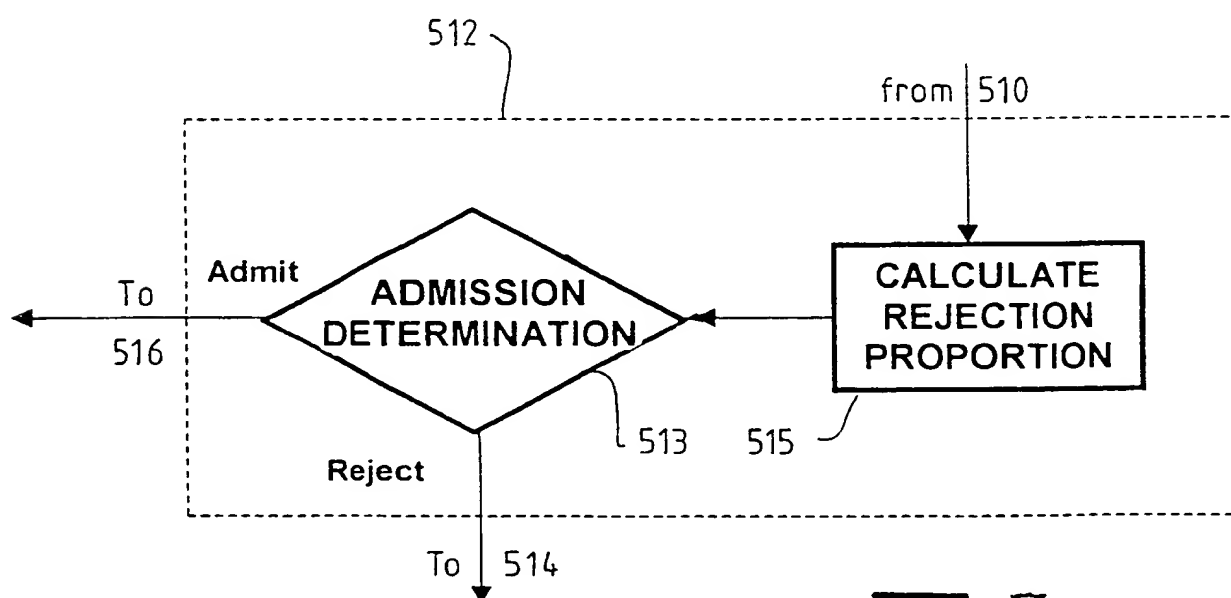 512
from 510
Admit
ADMISSION
DETERMINATION
CALCULATE
REJECTION
PROPORTION
To
516
513
515
Reject
To 514